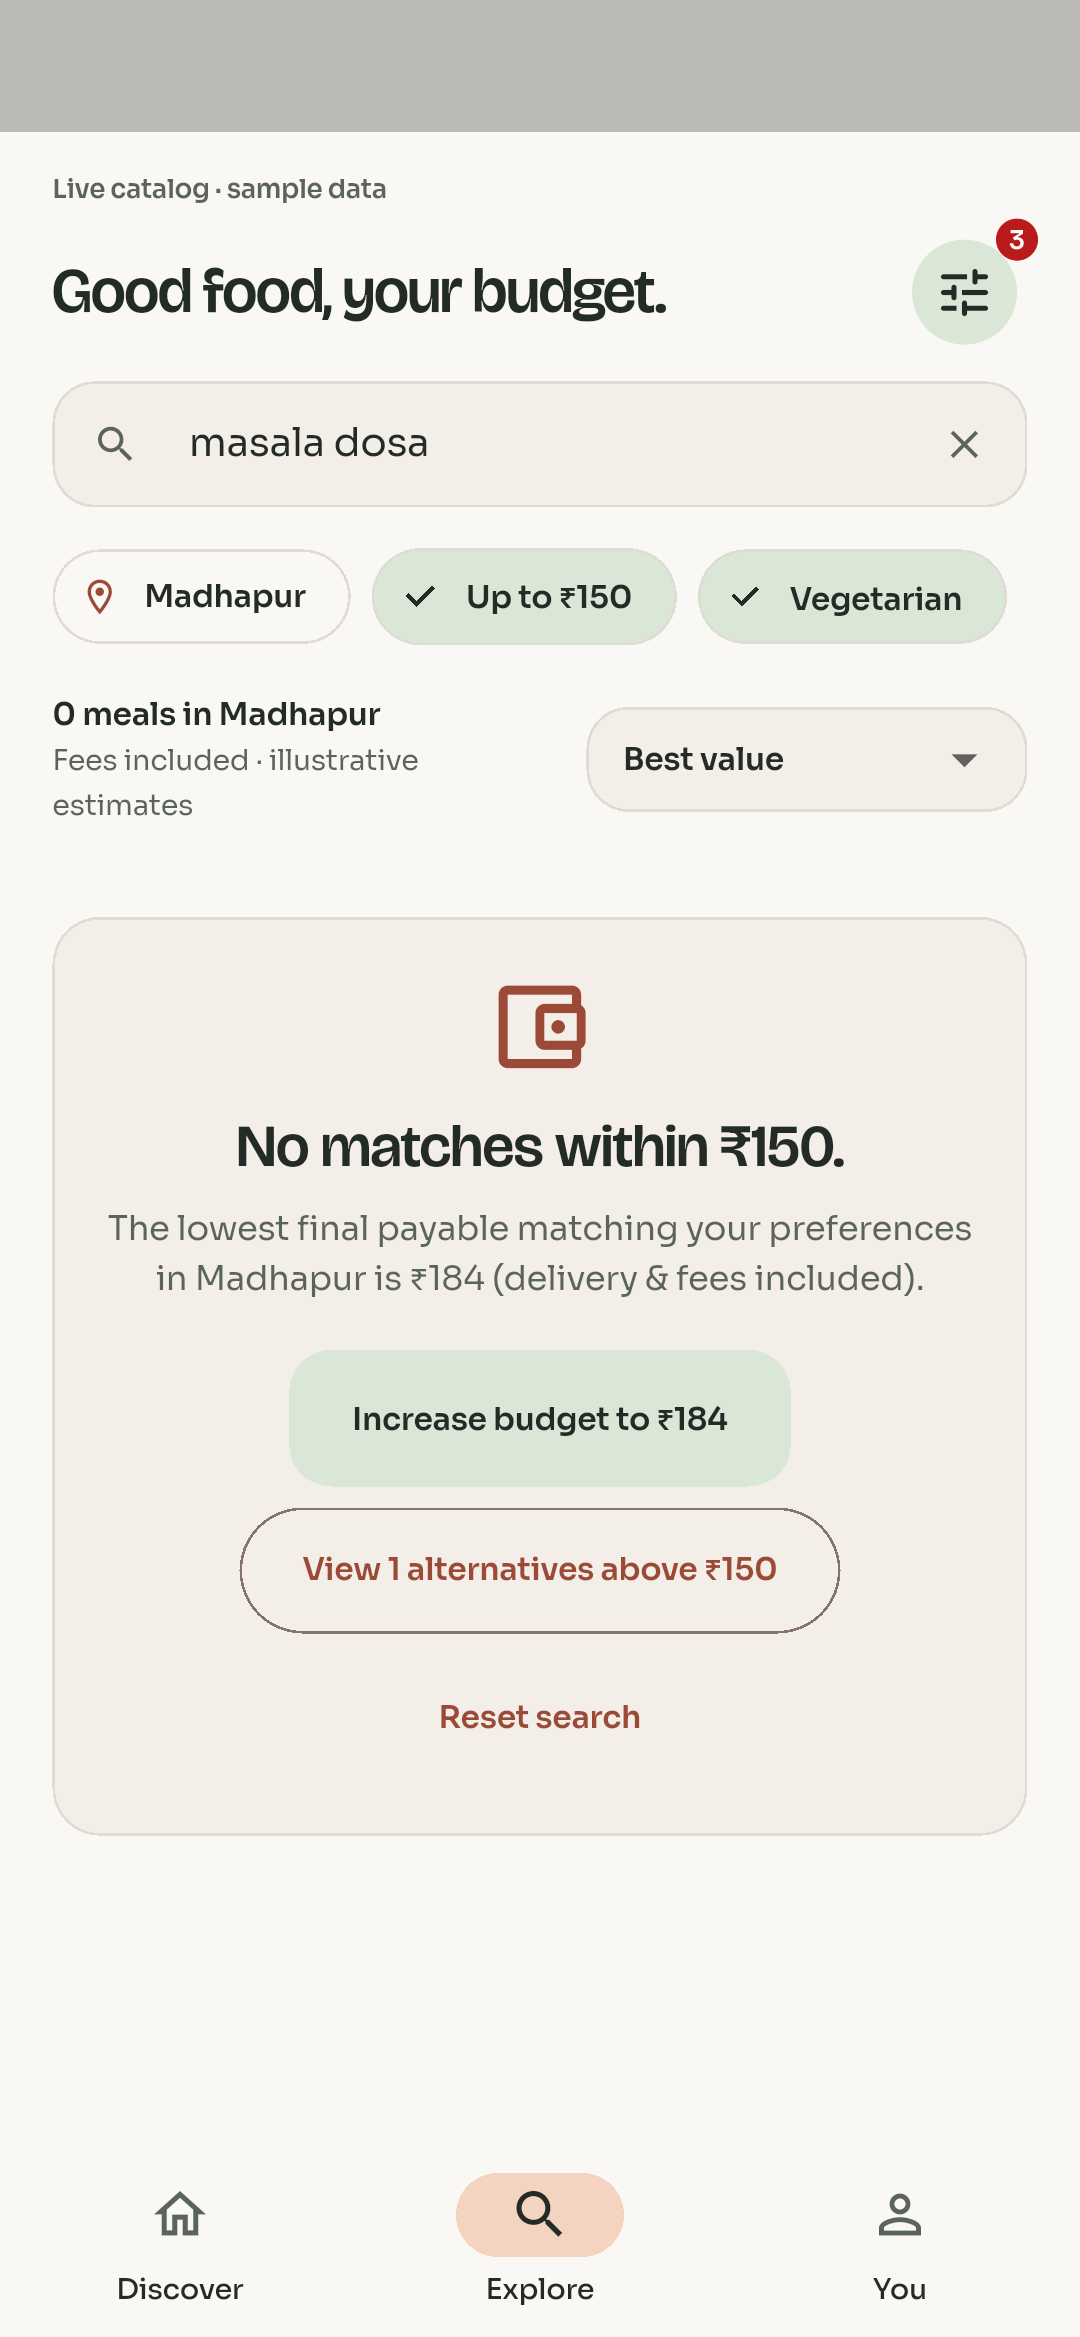 Live catalog · sample data
Good food, your budget.
3
masala dosa
Madhapur
Up to ₹150
Vegetarian
0 meals in Madhapur
Fees included · illustrative
estimates
Best value
No matches within ₹150.
The lowest final payable matching your preferences
in Madhapur is ₹184 (delivery & fees included).
Increase budget to ₹184
View 1 alternatives above ₹150
Reset search
Discover
Explore
You